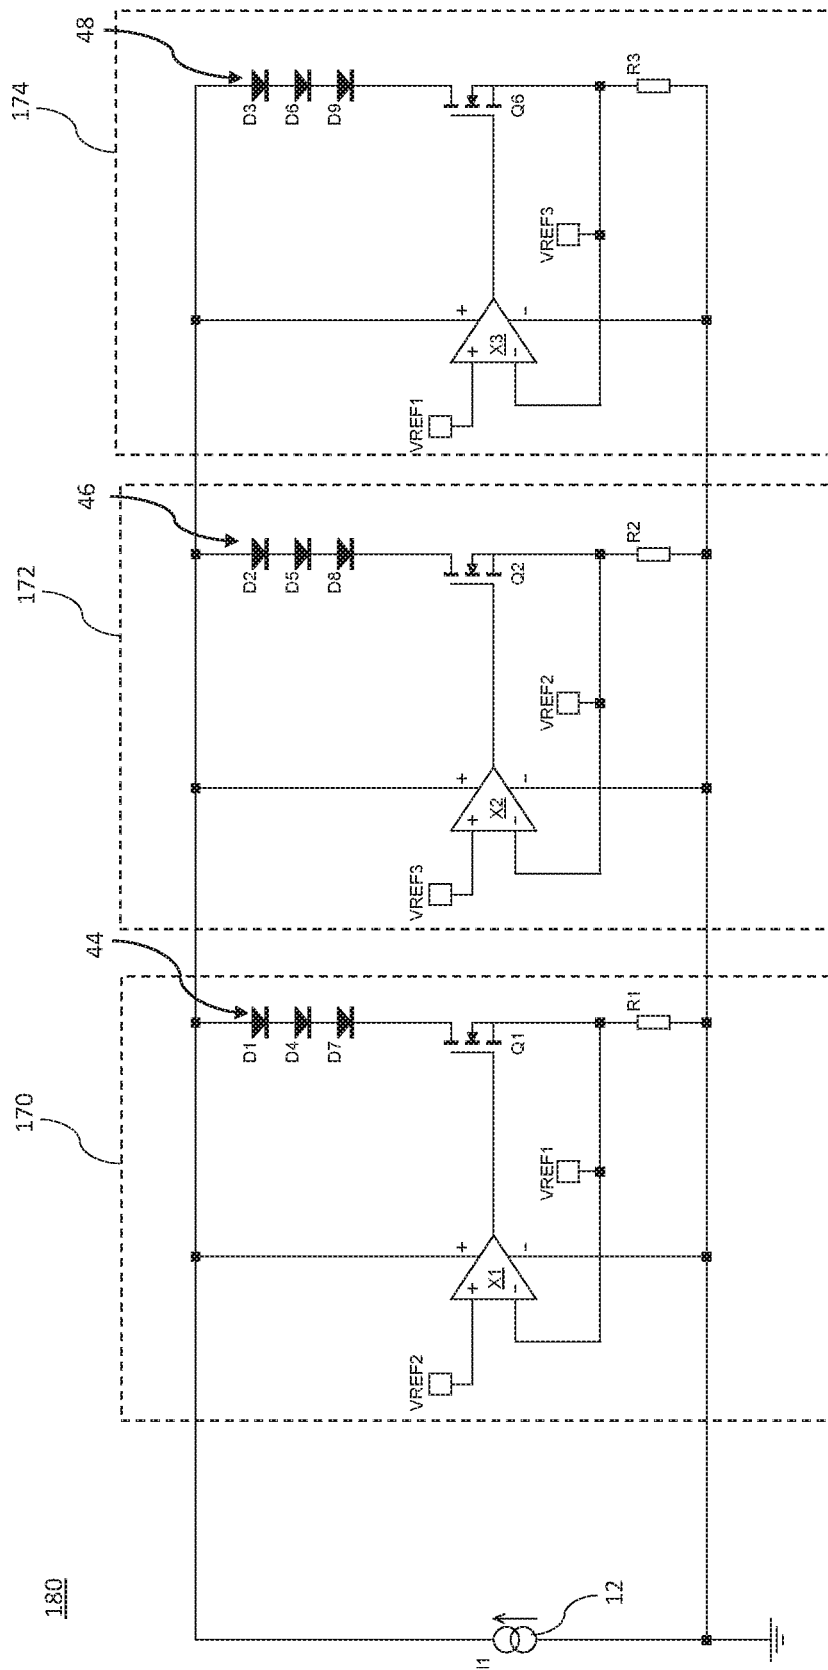 180
I1
12
170
44
VREF2
+
-
X1
+
-
VREF1
D1
D4
D7
Q1
R1
172
46
VREF3
+
-
X2
+
-
VREF2
D2
D5
D8
Q2
R2
174
48
VREF1
+
-
X3
+
-
VREF3
D3
D6
D9
Q6
R3